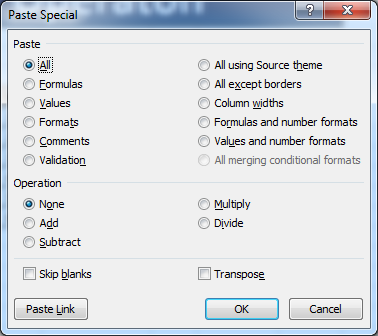 Paste Special
Paste
All
Formulas
Values
Formats
Comments
Validation
All using Source theme
All except borders
Column widths
Formulas and number formats
Values and number formats
All merging conditional formats
Operation
None
Add
Subtract
Multiply
Divide
Skip blanks
Transpose
Paste Link
OK
Cancel